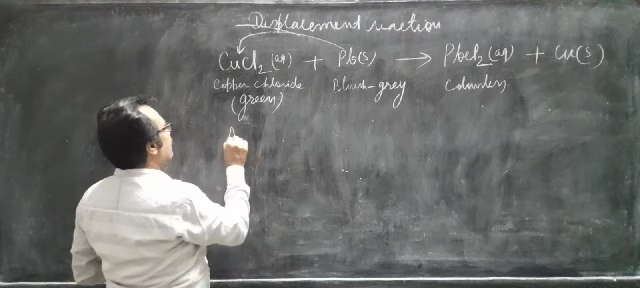 Displacement reaction
CuCl2(aq) + Pb(s) → PbCl2(aq) + Cu(s)
Copper chloride Bluish-grey Colourless
(green)